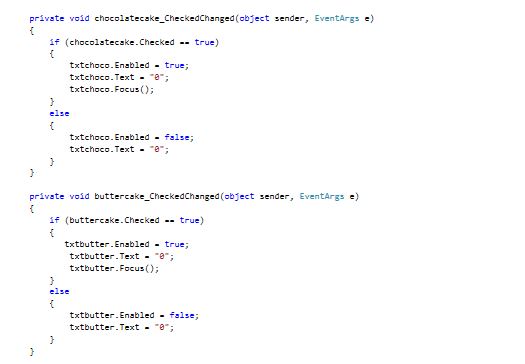 private void chocolatecake_CheckedChanged(object sender, EventArgs e)
{
if (chocolatecake.Checked == true)
{
txtchoco.Enabled = true;
txtchoco.Text = "0";
txtchoco.Focus();
}
else
{
txtchoco.Enabled = false;
txtchoco.Text = "0";
}
}
private void buttercake_CheckedChanged(object sender, EventArgs e)
{
if (buttercake.Checked == true)
{
txtbutter.Enabled = true;
txtbutter.Text = "0";
txtbutter.Focus();
}
else
{
txtbutter.Enabled = false;
txtbutter.Text = "0";
}
}